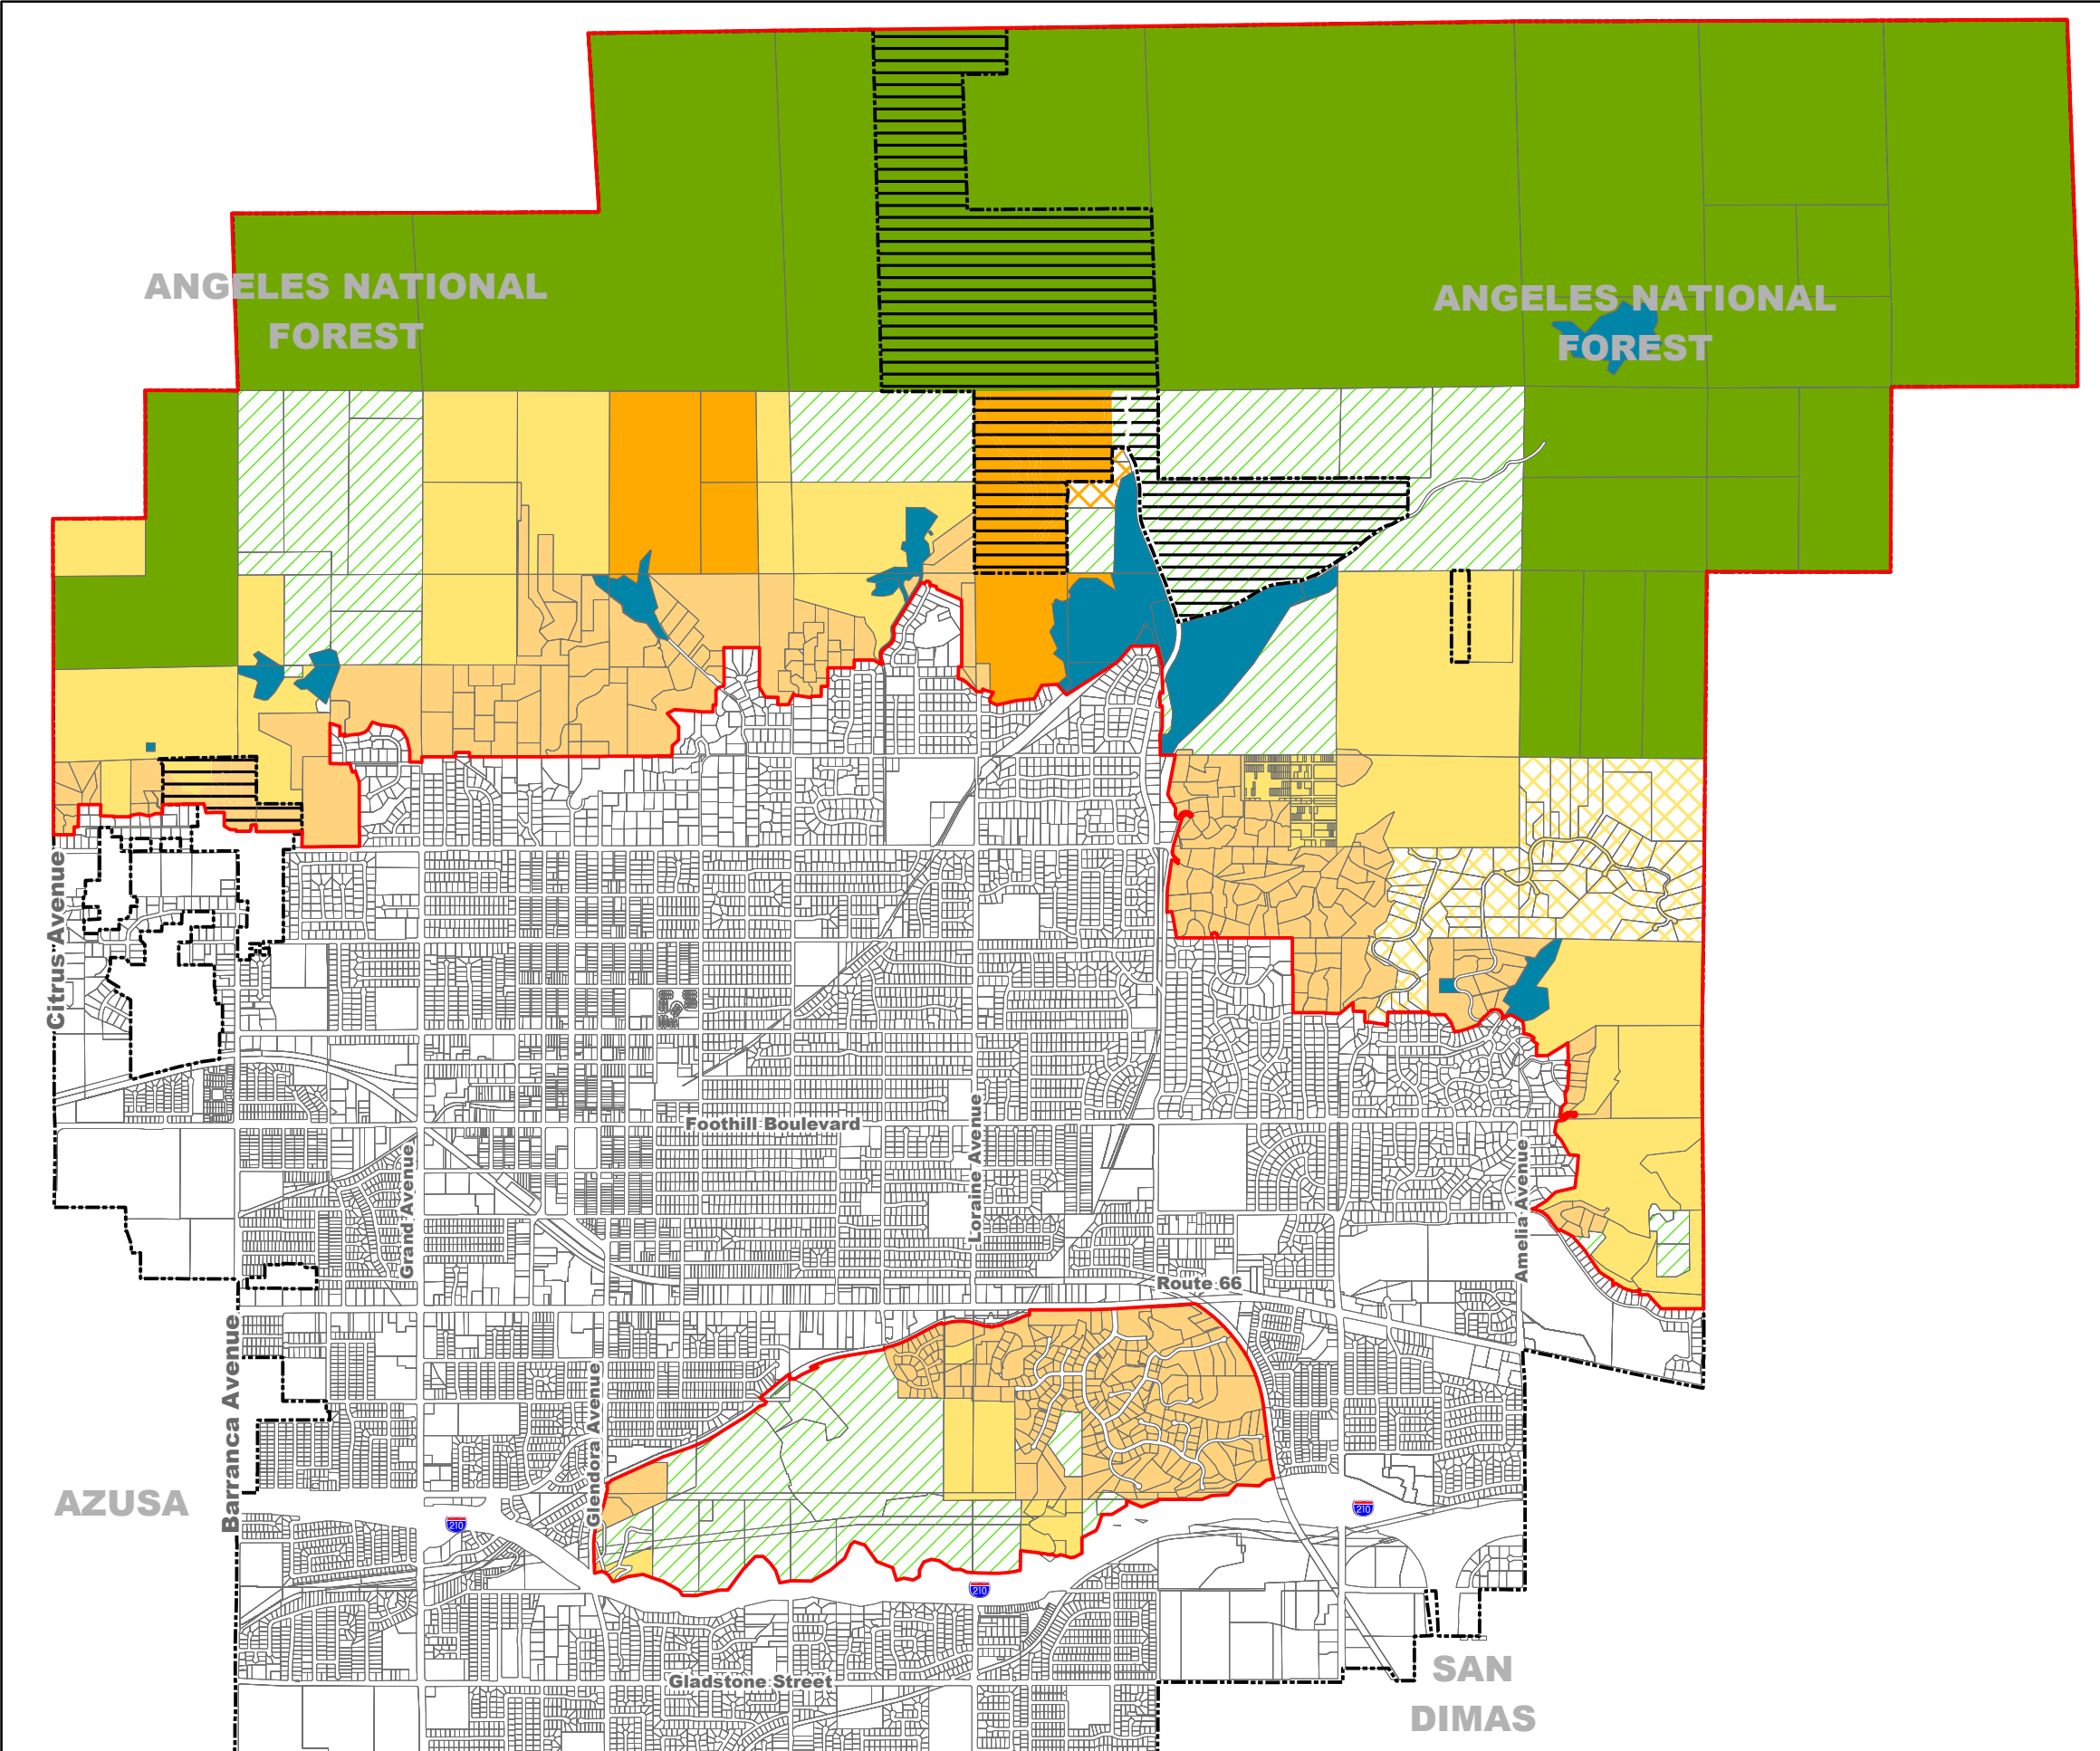 ANGELES NATIONAL
FOREST
ANGELES NATIONAL
FOREST
Citrus Avenue
Foothill Boulevard
Loraine Avenue
Grand Avenue
Amelia Avenue
Route 66
Barranca Avenue
Glendora Avenue
AZUSA
210
210
210
Gladstone Street
SAN
DIMAS